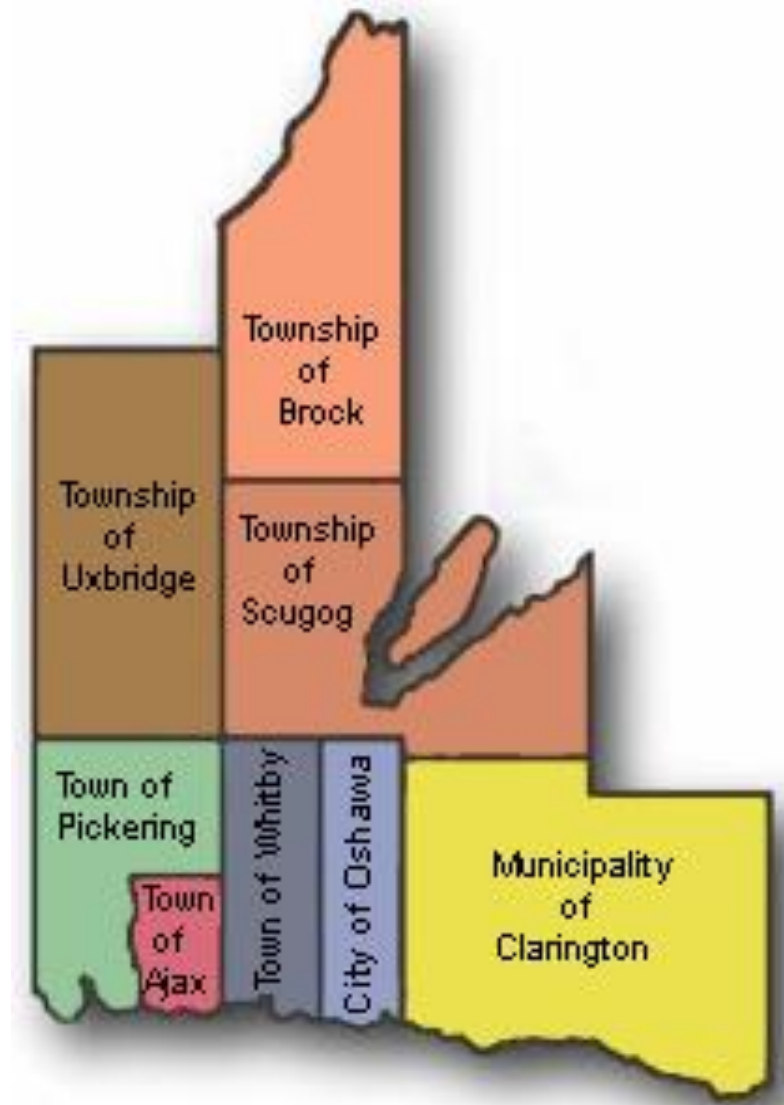 Township
of
Brock
Township
of
Uxbridge
Township
of
Scugog
Town of
Pickering
Town
of
Ajax
Town of Whitby
City of Oshawa
Municipality
of
Clarington